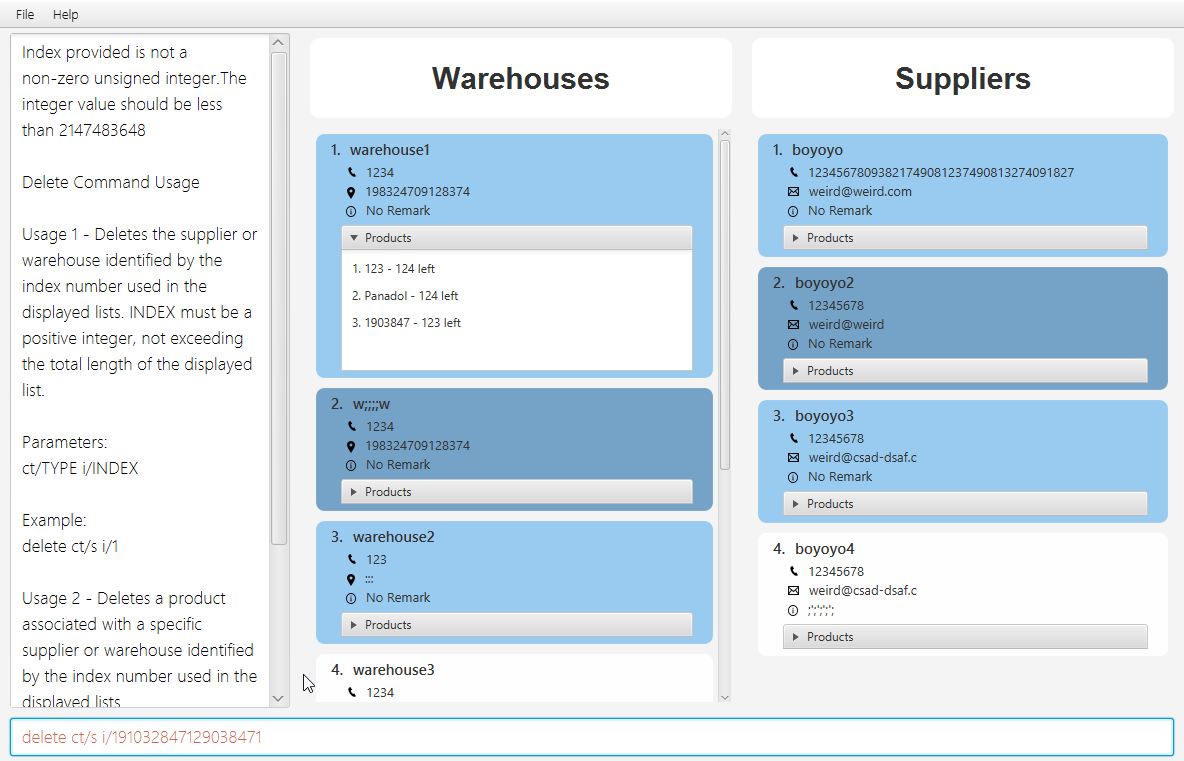 File Help
Index provided is not a
non-zero unsigned integer.The
integer value should be less
than 2147483648
Delete Command Usage
Usage 1 - Deletes the supplier or
warehouse identified by the
index number used in the
displayed lists. INDEX must be a
positive integer, not exceeding
the total length of the displayed
list.
Parameters:
ct/TYPE i/INDEX
Example:
delete ct/s i/1
Usage 2 - Deletes a product
associated with a specific
supplier or warehouse identified
by the index number used in the
displayed lists.
Warehouses
1. warehouse1
1234
198324709128374
No Remark
Products
1. 123 - 124 left
2. Panadol - 124 left
3. 1903847 - 123 left
2. w;;;;w
1234
198324709128374
No Remark
Products
3. warehouse2
123
:::
No Remark
Products
4. warehouse3
1234
Suppliers
1. boyoyo
1234567809382174908123749081327409182​7
weird@weird.com
No Remark
Products
2. boyoyo2
12345678
weird@weird
No Remark
Products
3. boyoyo3
12345678
weird@csad-dsaf.c
No Remark
Products
4. boyoyo4
12345678
weird@csad-dsaf.c
;';';';';
Products
delete ct/s i/191032847129038471